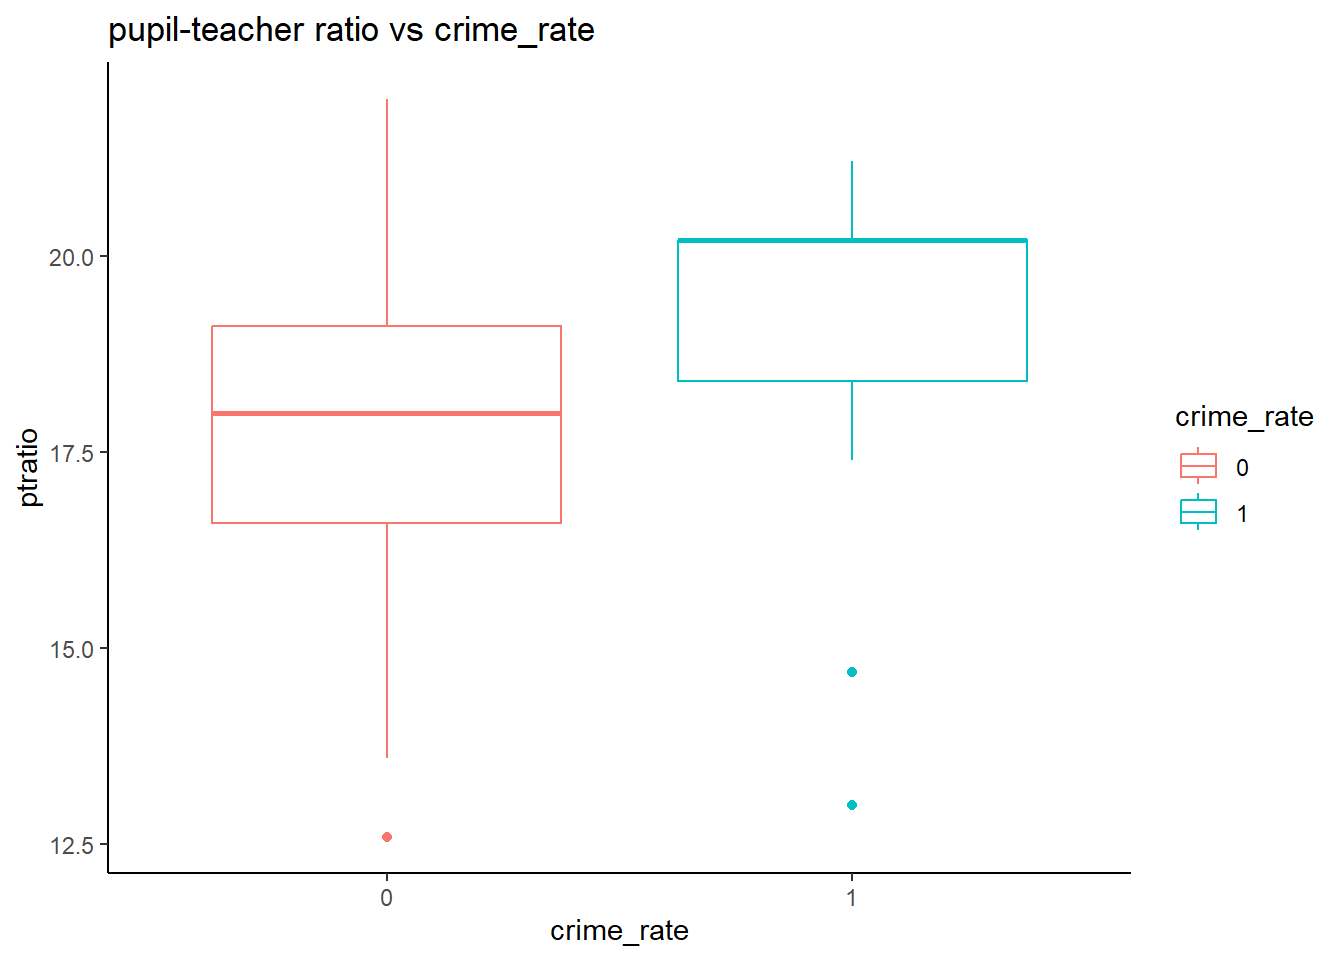 pupil-teacher ratio vs crime_rate
ptratio
20.0
17.5
15.0
12.5
0
1
crime_rate
crime_rate
0
1